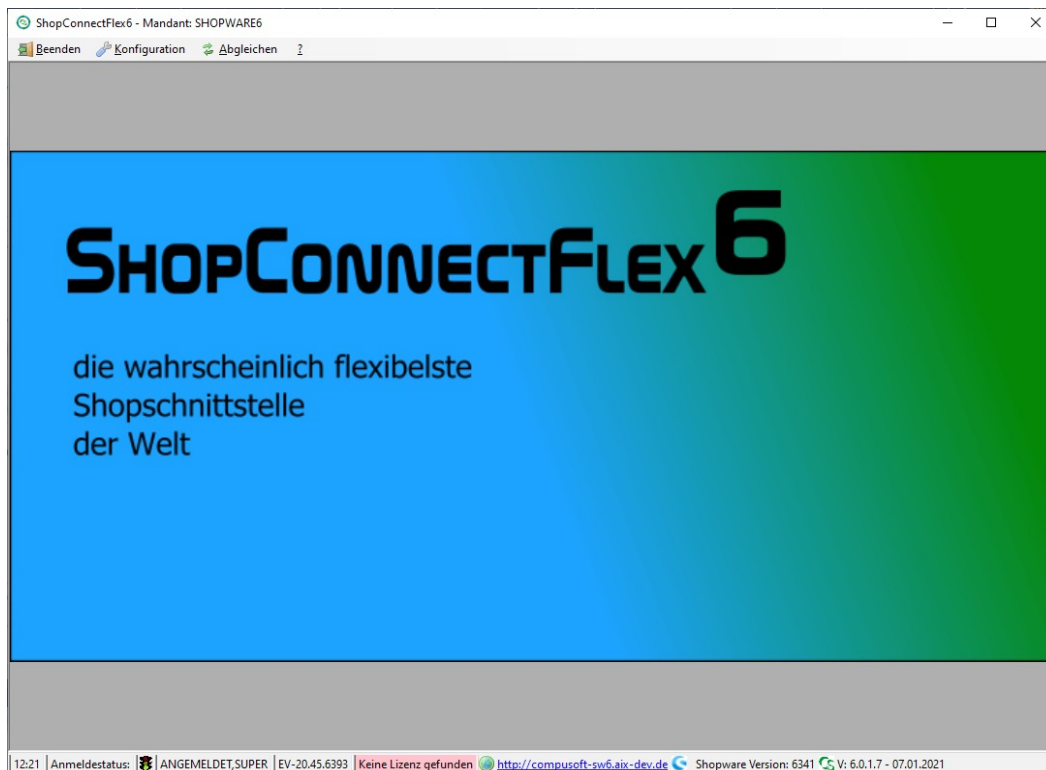 ShopConnectFlex6 - Mandant: SHOPWARE6
Beenden Konfiguration Abgleichen ?
SHOPCONNECTFLEX6
die wahrscheinlich flexibelste
Shopschnittstelle
der Welt
12:21 Anmeldestatus: ANGEMELDET,SUPER EV-20.45.6393 Keine Lizenz gefunden http://compusoft-sw6.aix-dev.de Shopware Version: 6341 V: 6.0.1.7 - 07.01.2021